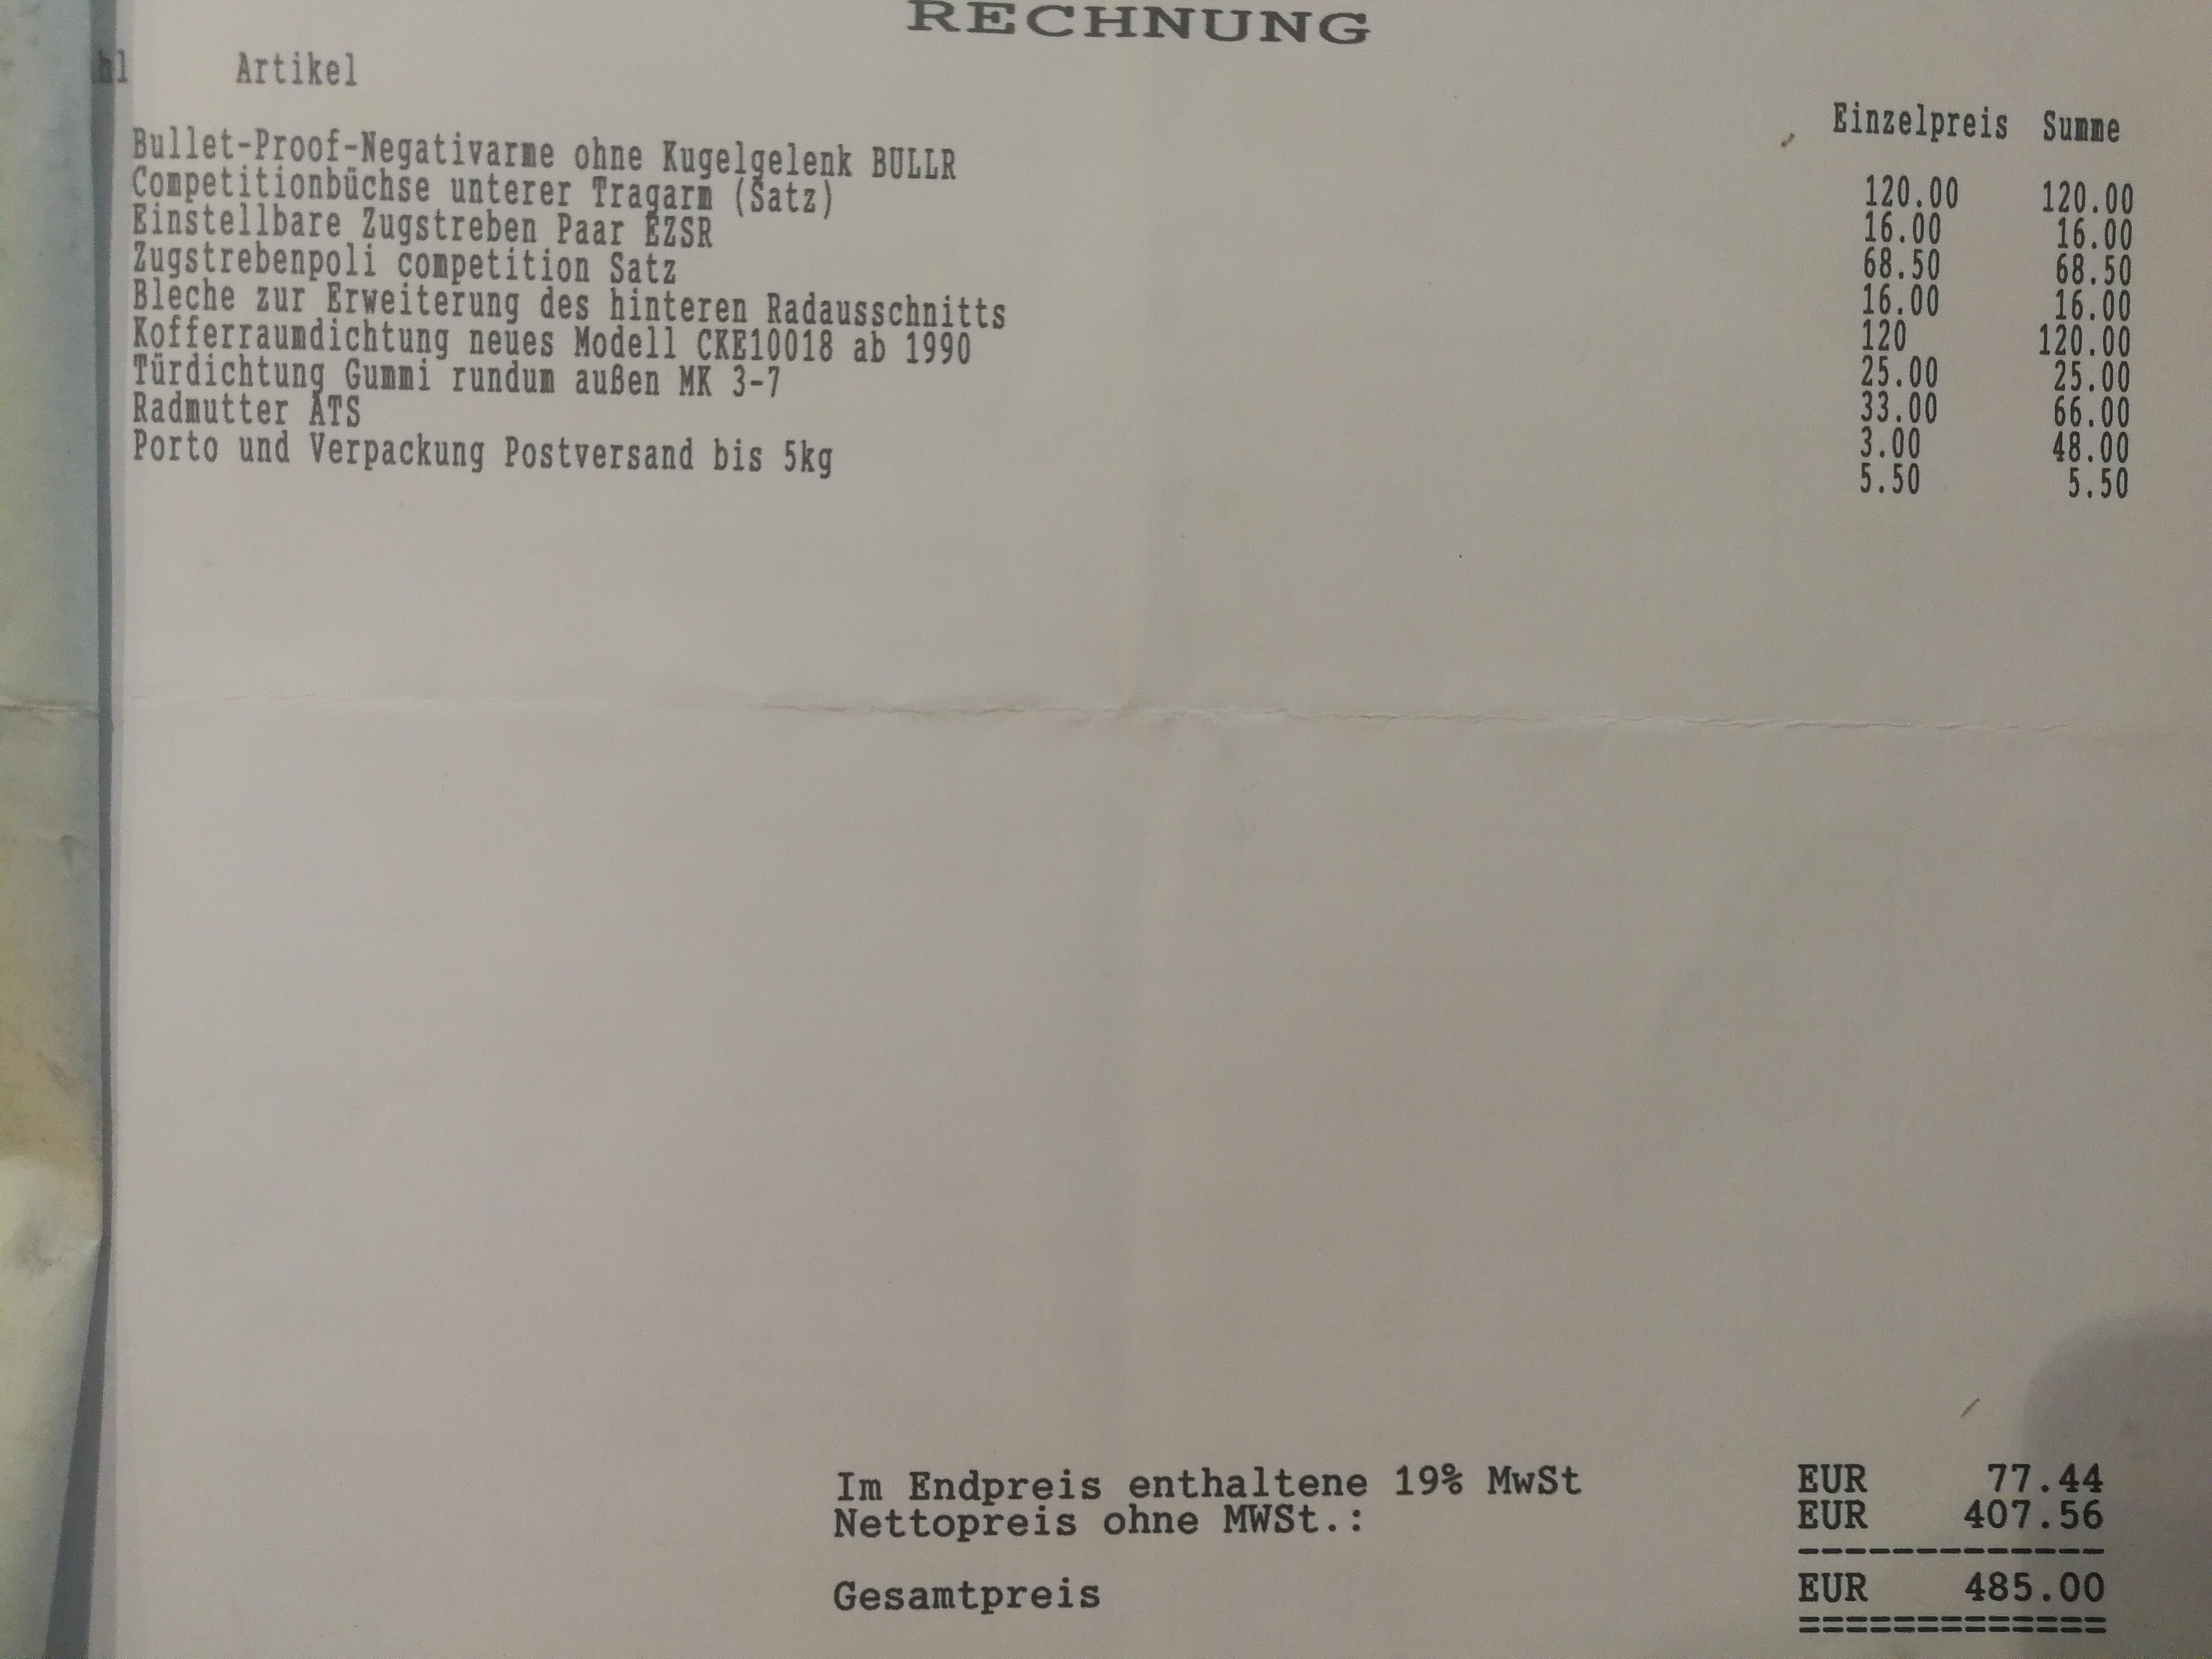 RECHNUNG
hl Artikel Einzelpreis Summe
Bullet-Proof-Negativarme ohne Kugelgelenk BULLR 120.00 120.00
Competitionbüchse unterer Tragarm (Satz) 16.00 16.00
Einstellbare Zugstreben Paar EZSR 68.50 68.50
Zugstrebenpoli competition Satz 16.00 16.00
Bleche zur Erweiterung des hinteren Radausschnitts 120 120.00
Kofferraumdichtung neues Modell CKE10018 ab 1990 25.00 25.00
Türdichtung Gummi rundum außen MK 3-7 33.00 66.00
Radmutter ATS 3.00 48.00
Porto und Verpackung Postversand bis 5kg 5.50 5.50
Im Endpreis enthaltene 19% MwSt EUR 77.44
Nettopreis ohne MWSt.: EUR 407.56
-------------
Gesamtpreis EUR 485.00
=============